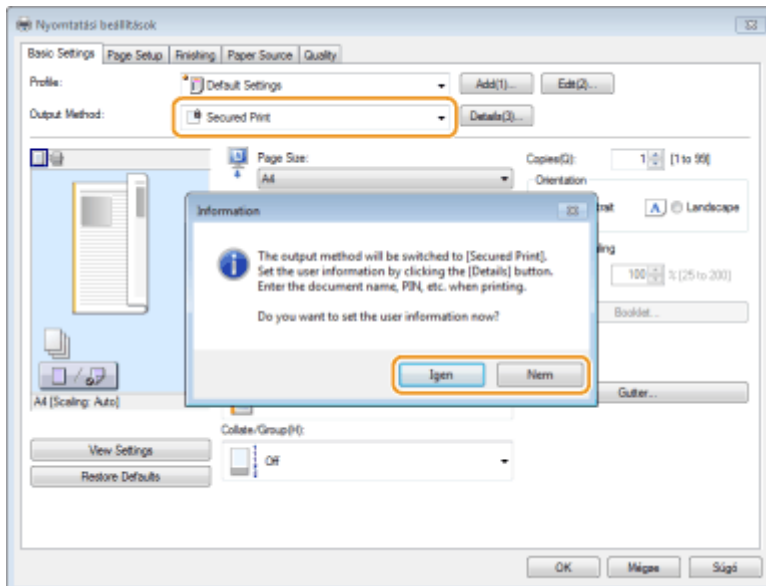 Nyomtatási beállítások
Basic Settings Page Setup Finishing Paper Source Quality
Profile: Default Settings Add(1)... Edit(2)...
Output Method: Secured Print Details(3)...
Page Size: Copies(Q): 1 [1 to 99]
A4 Orientation
rait A Landscape
Information
The output method will be switched to [Secured Print].
Set the user information by clicking the [Details] button.
Enter the document name, PIN, etc. when printing.
Do you want to set the user information now?
Igen Nem
ling
100 % [25 to 200]
Booklet...
Gutter...
A4 [Scaling: Auto]
Collate/Group(H):
Off
View Settings
Restore Defaults
OK Mégse Súgó